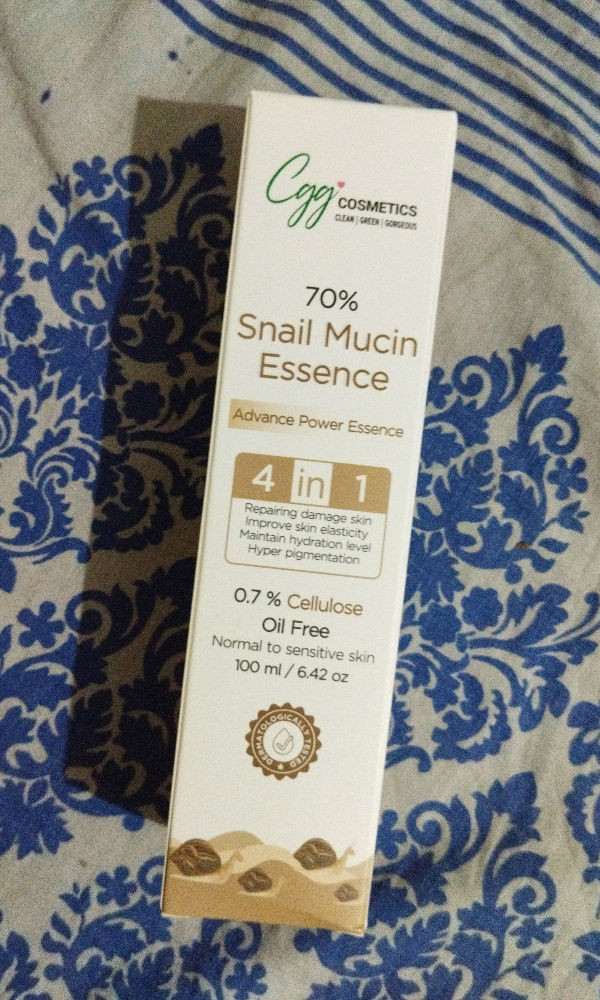 Cgg COSMETICS
CLEAN | GREEN | GORGEOUS
70%
Snail Mucin
Essence
Advance Power Essence
4 in 1
Repairing damage skin
Improve skin elasticity
Maintain hydration level
Hyper pigmentation
0.7 % Cellulose
Oil Free
Normal to sensitive skin
100 ml / 6.42 oz
DERMATOLOGICALLY TESTED